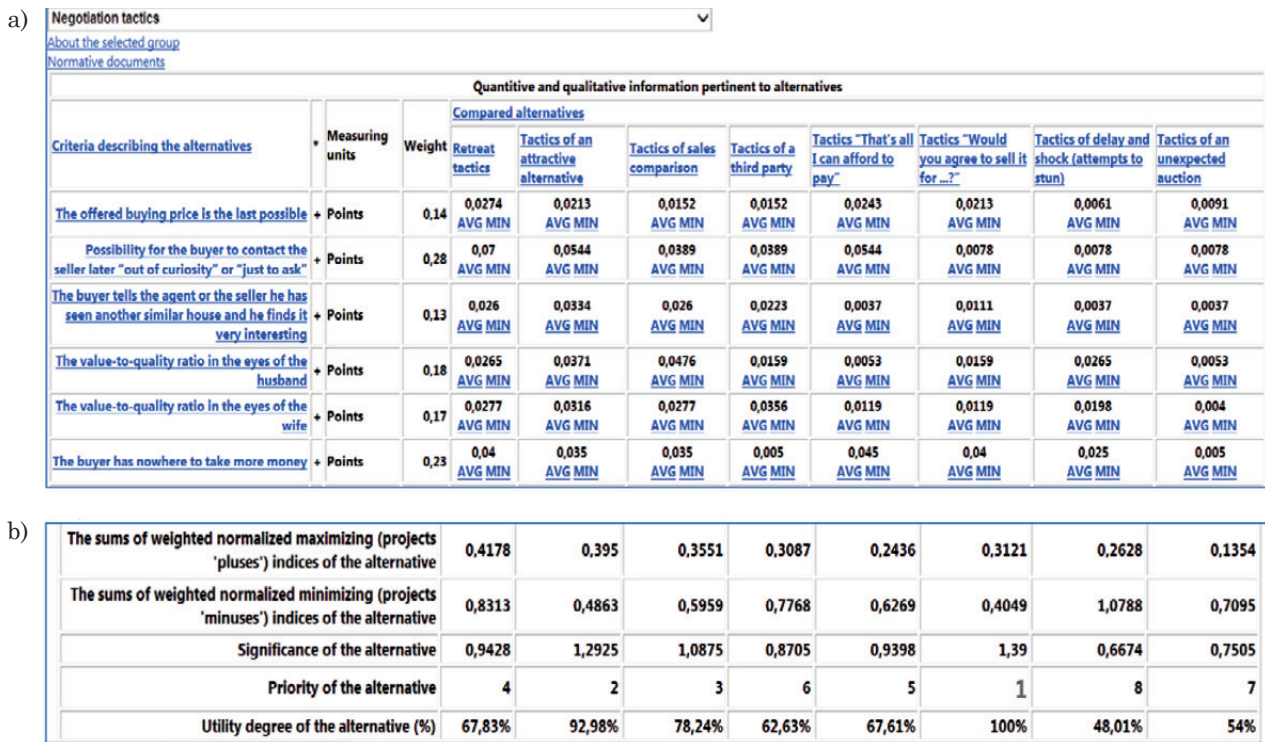 a)
Negotiation tactics
About the selected group
Normative documents
Quantitive and qualitative information pertinent to alternatives
Criteria describing the alternatives * Measuring units Weight Compared alternatives
Retreat tactics Tactics of an attractive alternative Tactics of sales comparison Tactics of a third party Tactics "That's all I can afford to pay" Tactics "Would you agree to sell it for ...?" Tactics of delay and shock (attempts to stun) Tactics of an unexpected auction
The offered buying price is the last possible + Points 0,14 0,0274 0,0213 0,0152 0,0152 0,0243 0,0213 0,0061 0,0091
AVG MIN AVG MIN AVG MIN AVG MIN AVG MIN AVG MIN AVG MIN AVG MIN
Possibility for the buyer to contact the seller later "out of curiosity" or "just to ask" + Points 0,28 0,07 0,0544 0,0389 0,0389 0,0544 0,0078 0,0078 0,0078
AVG MIN AVG MIN AVG MIN AVG MIN AVG MIN AVG MIN AVG MIN AVG MIN
The buyer tells the agent or the seller he has seen another similar house and he finds it very interesting + Points 0,13 0,026 0,0334 0,026 0,0223 0,0037 0,0111 0,0037 0,0037
AVG MIN AVG MIN AVG MIN AVG MIN AVG MIN AVG MIN AVG MIN AVG MIN
The value-to-quality ratio in the eyes of the husband + Points 0,18 0,0265 0,0371 0,0476 0,0159 0,0053 0,0159 0,0265 0,0053
AVG MIN AVG MIN AVG MIN AVG MIN AVG MIN AVG MIN AVG MIN AVG MIN
The value-to-quality ratio in the eyes of the wife + Points 0,17 0,0277 0,0316 0,0277 0,0356 0,0119 0,0119 0,0198 0,004
AVG MIN AVG MIN AVG MIN AVG MIN AVG MIN AVG MIN AVG MIN AVG MIN
The buyer has nowhere to take more money + Points 0,23 0,04 0,035 0,035 0,005 0,045 0,04 0,025 0,005
AVG MIN AVG MIN AVG MIN AVG MIN AVG MIN AVG MIN AVG MIN AVG MIN
b)
The sums of weighted normalized maximizing (projects 'pluses') indices of the alternative 0,4178 0,395 0,3551 0,3087 0,2436 0,3121 0,2628 0,1354
The sums of weighted normalized minimizing (projects 'minuses') indices of the alternative 0,8313 0,4863 0,5959 0,7768 0,6269 0,4049 1,0788 0,7095
Significance of the alternative 0,9428 1,2925 1,0875 0,8705 0,9398 1,39 0,6674 0,7505
Priority of the alternative 4 2 3 6 5 1 8 7
Utility degree of the alternative (%) 67,83% 92,98% 78,24% 62,63% 67,61% 100% 48,01% 54%